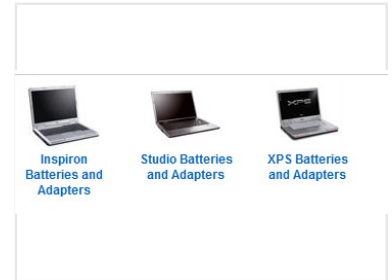 XPS
Inspiron
Batteries and
Adapters
Studio Batteries
and Adapters
XPS Batteries
and Adapters